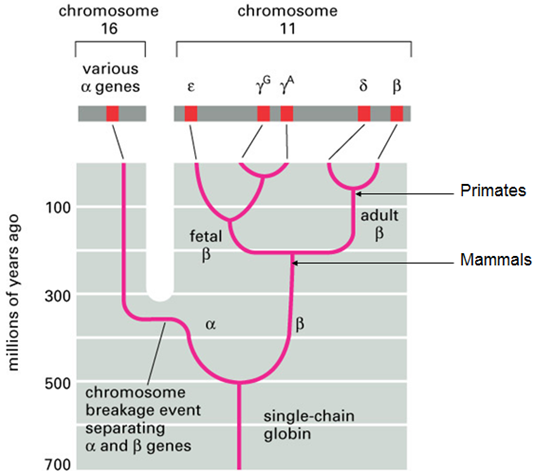 chromosome
16
chromosome
11
various
α genes
ε
γG
γA
δ
β
100
300
500
700
millions of years ago
fetal
β
adult
β
Primates
Mammals
α
β
chromosome
breakage event
separating
α and β genes
single-chain
globin